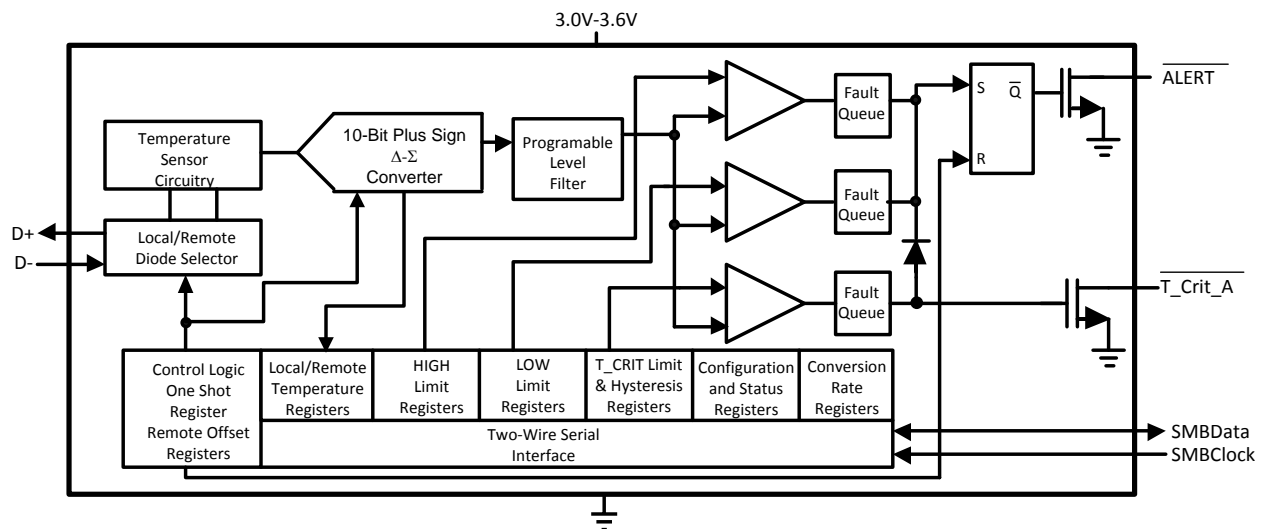 3.0V-3.6V
Temperature
Sensor
Circuitry
10-Bit Plus Sign
Δ-Σ
Converter
Programable
Level
Filter
Fault
Queue
Fault
Queue
Fault
Queue
S
Q
R
ALERT
D+
D-
Local/Remote
Diode Selector
T_Crit_A
Control Logic
One Shot
Register
Remote Offset
Registers
Local/Remote
Temperature
Registers
HIGH
Limit
Registers
LOW
Limit
Registers
T_CRIT Limit
& Hysteresis
Registers
Configuration
and Status
Registers
Conversion
Rate
Registers
Two-Wire Serial
Interface
SMBData
SMBClock